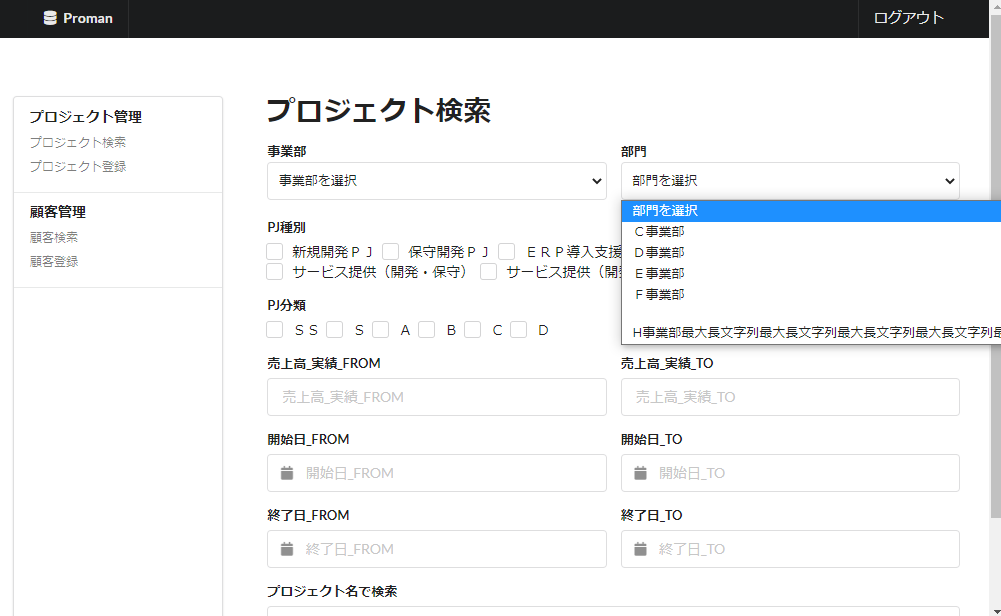 Proman
ログアウト
プロジェクト管理
プロジェクト検索
プロジェクト登録
顧客管理
顧客検索
顧客登録
プロジェクト検索
事業部
事業部を選択
部門
部門を選択
部門を選択
Ｃ事業部
Ｄ事業部
Ｅ事業部
Ｆ事業部
H事業部最大長文字列最大長文字列最大長文字列最大長文字列最
PJ種別
新規開発ＰＪ 保守開発ＰＪ ＥＲＰ導入支援
サービス提供（開発・保守） サービス提供（開
PJ分類
ＳＳ Ｓ Ａ Ｂ Ｃ Ｄ
売上高_実績_FROM
売上高_実績_FROM
売上高_実績_TO
売上高_実績_TO
開始日_FROM
開始日_FROM
開始日_TO
開始日_TO
終了日_FROM
終了日_FROM
終了日_TO
終了日_TO
プロジェクト名で検索